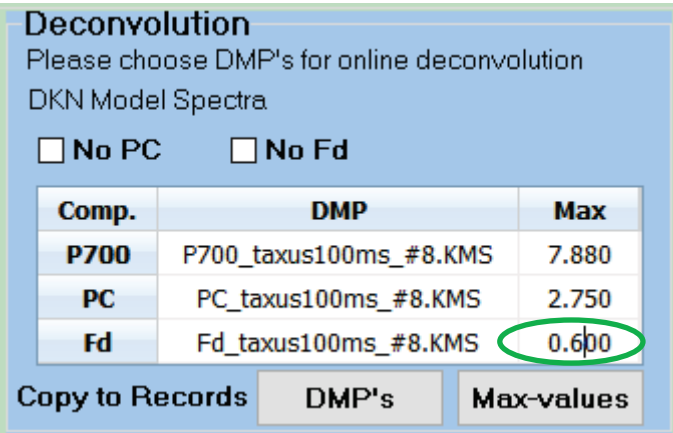 Deconvolution
Please choose DMP's for online deconvolution
DKN Model Spectra
No PC No Fd
Comp. DMP Max
P700 P700_taxus100ms_#8.KMS 7.880
PC PC_taxus100ms_#8.KMS 2.750
Fd Fd_taxus100ms_#8.KMS 0.600
Copy to Records DMP's Max-values